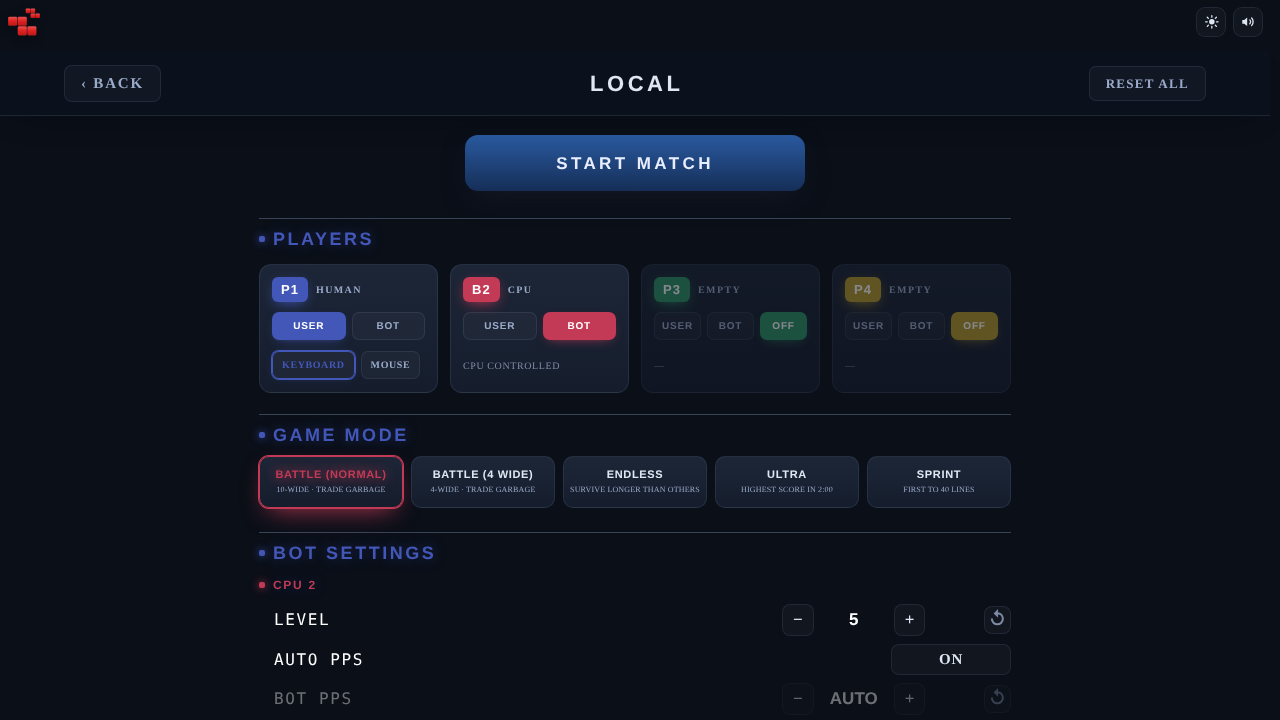 ‹ BACK
LOCAL
RESET ALL
START MATCH
PLAYERS
P1 HUMAN
USER BOT
KEYBOARD MOUSE
B2 CPU
USER BOT
CPU CONTROLLED
P3 EMPTY
USER BOT OFF
—
P4 EMPTY
USER BOT OFF
—
GAME MODE
BATTLE (NORMAL)
10-WIDE · TRADE GARBAGE
BATTLE (4 WIDE)
4-WIDE · TRADE GARBAGE
ENDLESS
SURVIVE LONGER THAN OTHERS
ULTRA
HIGHEST SCORE IN 2:00
SPRINT
FIRST TO 40 LINES
BOT SETTINGS
CPU 2
LEVEL − 5 +
AUTO PPS ON
BOT PPS − AUTO +